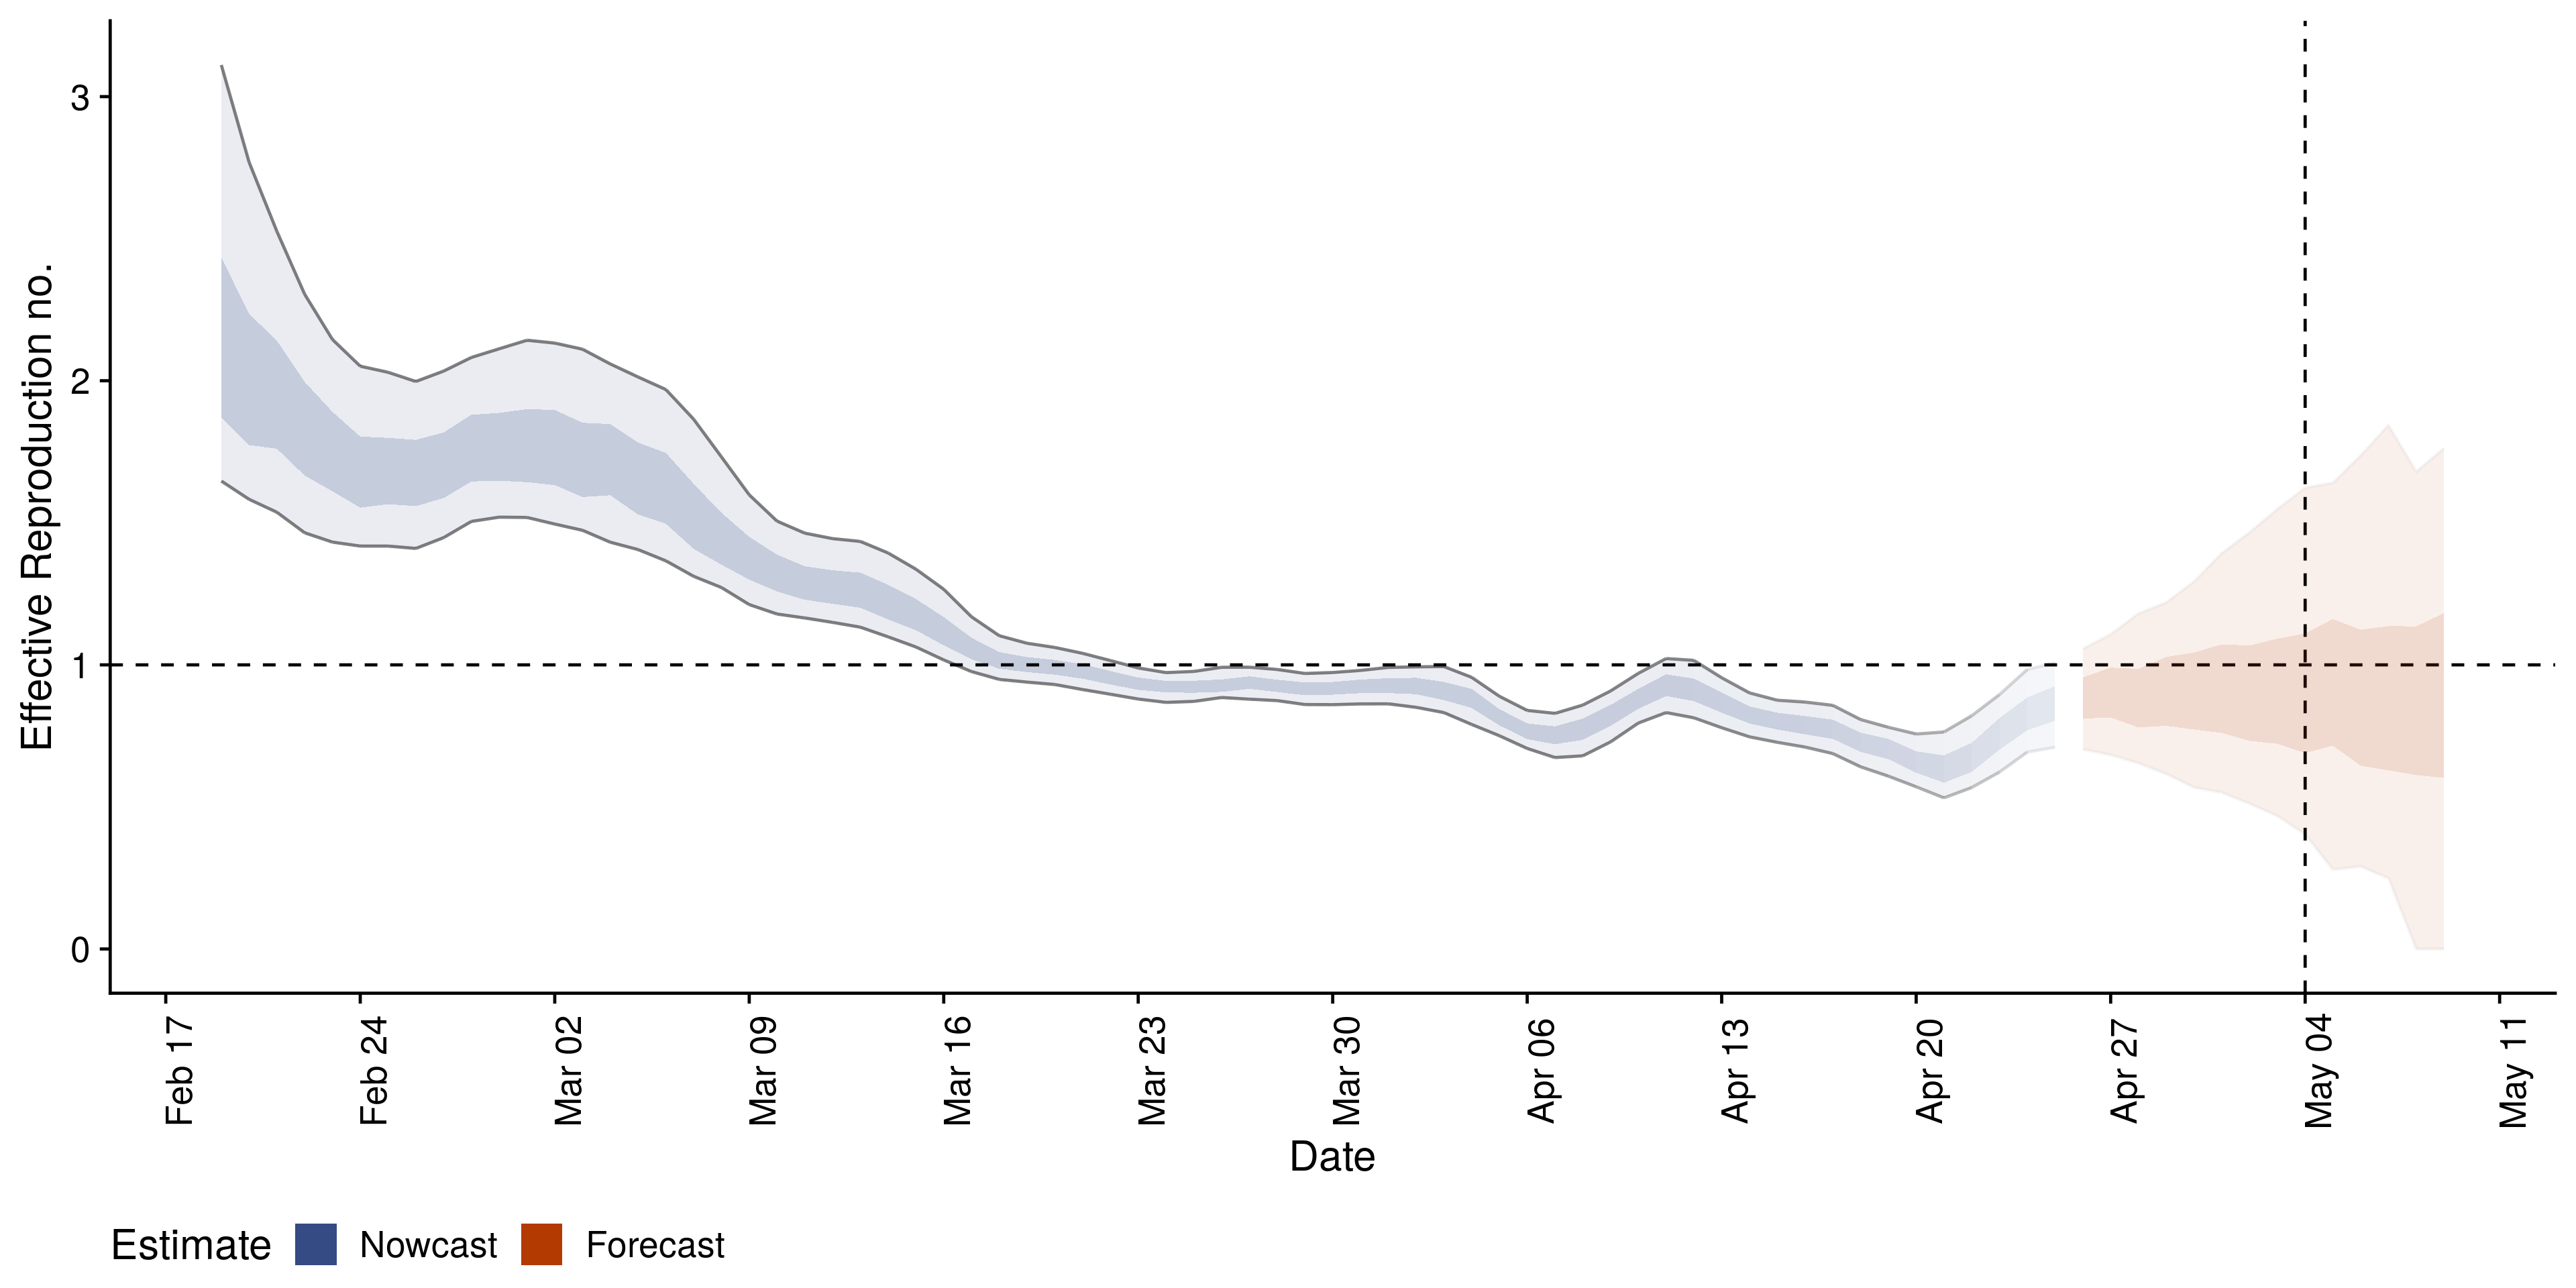 Effective Reproduction no.
3
2
1
0
Feb 17
Feb 24
Mar 02
Mar 09
Mar 16
Mar 23
Mar 30
Apr 06
Apr 13
Apr 20
Apr 27
May 04
May 11
Date
Estimate Nowcast Forecast